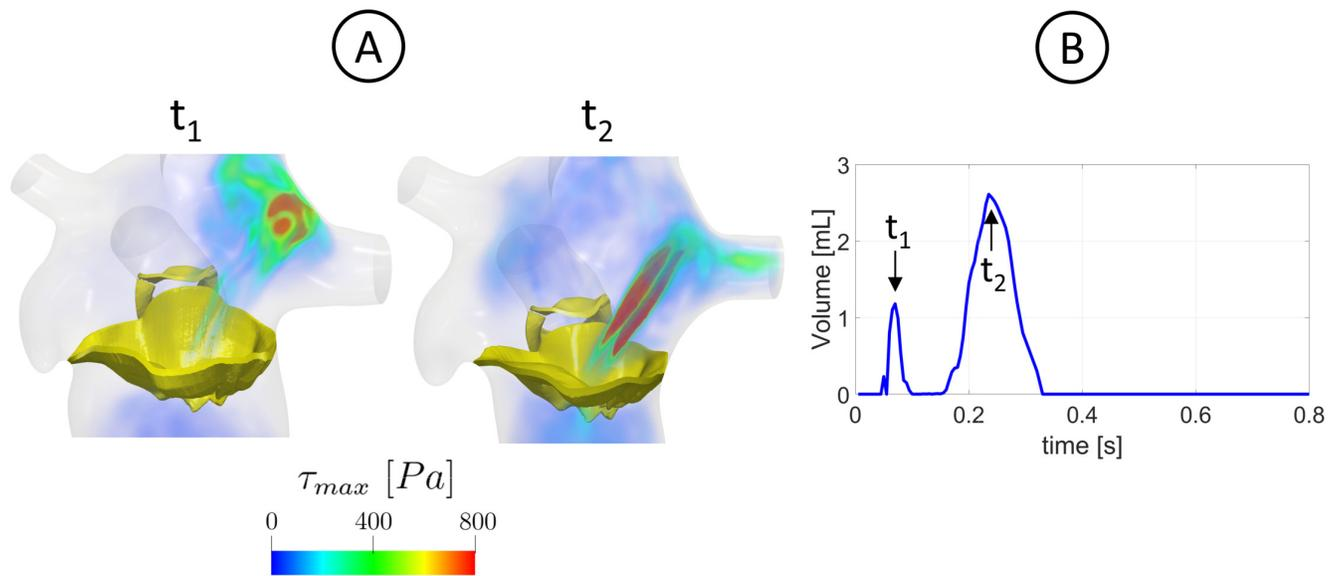 A
B
t₁
t₂
τₘₐₓ [Pa]
0
400
800
3
2
1
0
Volume [mL]
t₁
t₂
0
0.2
0.4
0.6
0.8
time [s]